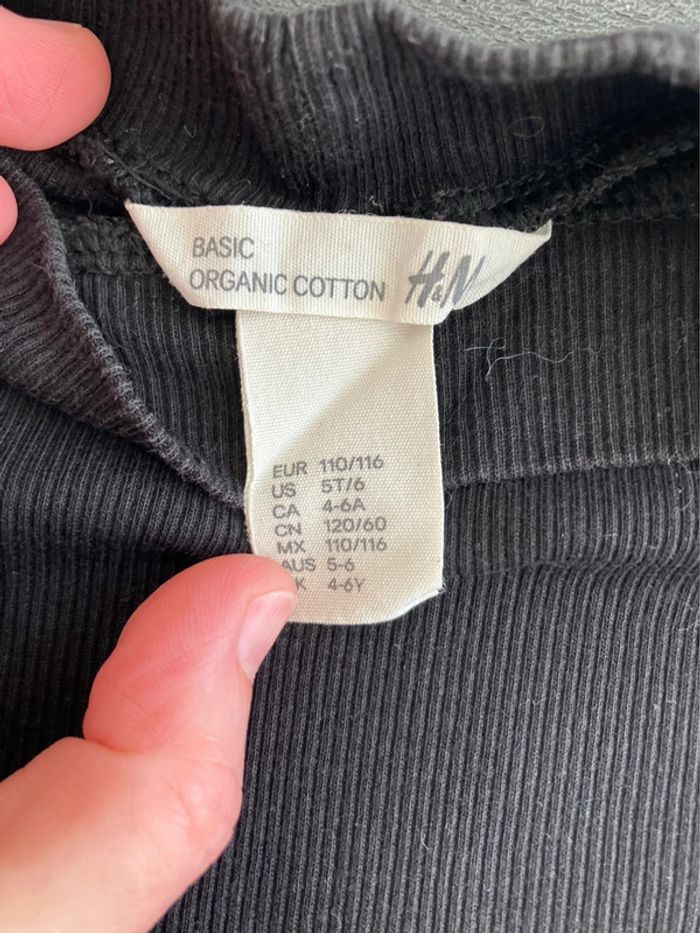 BASIC
ORGANIC COTTON H&M
EUR 110/116
US 5T/6
CA 4-6A
CN 120/60
MX 110/116
AUS 5-6
K 4-6Y